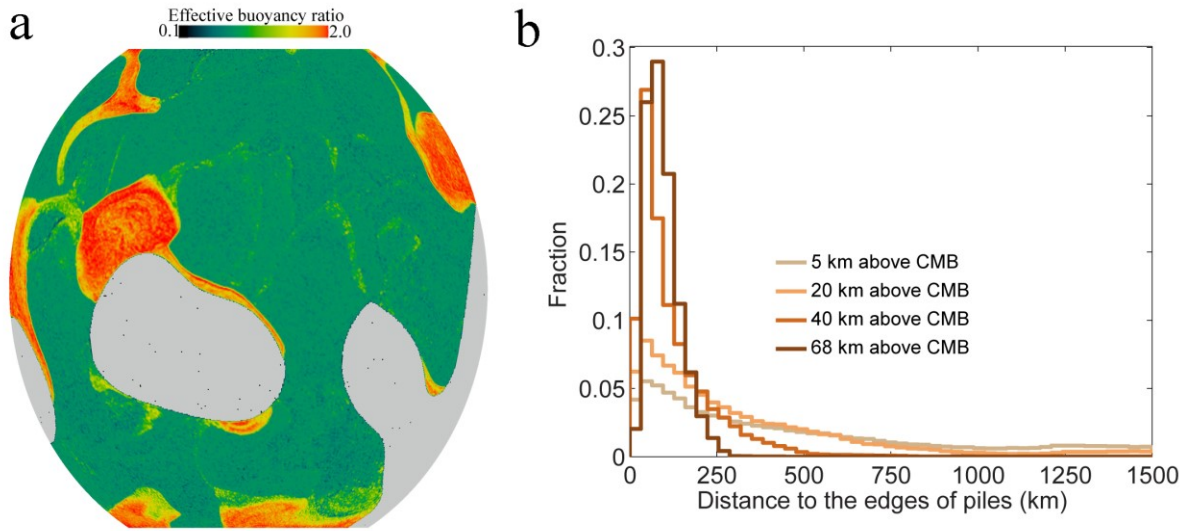 a
Effective buoyancy ratio
0.1 2.0
b
0.3
0.25
0.2
0.15
0.1
0.05
0
Fraction
5 km above CMB
20 km above CMB
40 km above CMB
68 km above CMB
0 250 500 750 1000 1250 1500
Distance to the edges of piles (km)